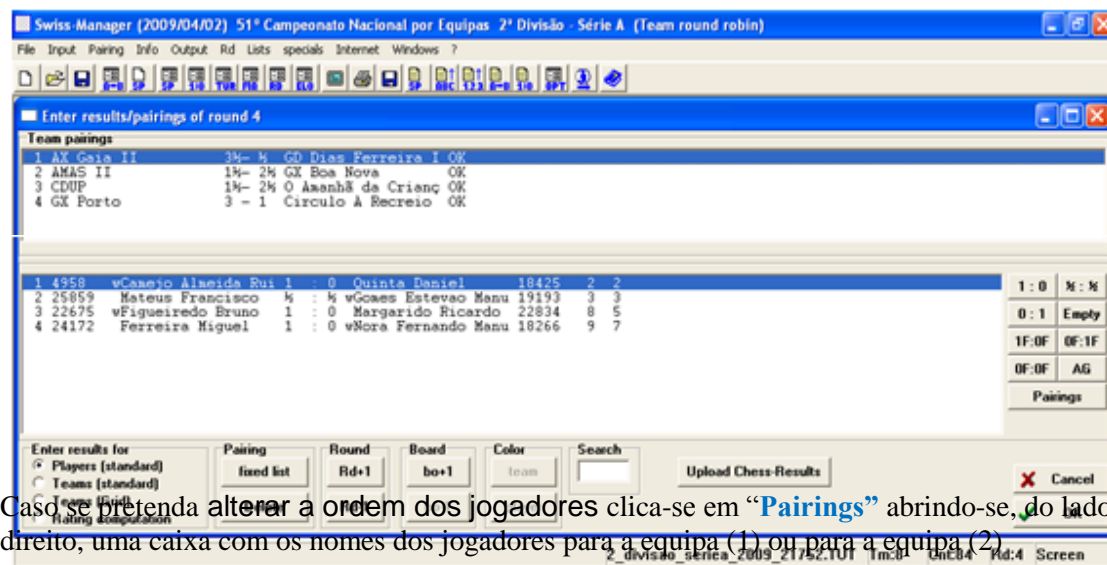 Swiss-Manager (2009/04/02) 51º Campeonato Nacional por Equipas 2ª Divisão - Série A (Team round robin)
File Input Pairing Info Output Rd Lists specials Internet Windows ?
Enter results/pairings of round 4
Team pairings
1 AX Gaia II 3½- ½ GD Dias Ferreira I OK
2 AMAS II 1½- 2½ GX Boa Nova OK
3 CDUP 1½- 2½ O Amanhã da Crianç OK
4 GX Porto 3 - 1 Circulo A Recreio OK
1 4958 wCamejo Almeida Rui 1 : 0 Quinta Daniel 18425 2 2
2 25859 Mateus Francisco ½ : ½ wGomes Estevao Manu 19193 3 3
3 22675 wFigueiredo Bruno 1 : 0 Margarido Ricardo 22834 8 5
4 24172 Ferreira Miguel 1 : 0 wNora Fernando Manu 18266 9 7
1 : 0 ½ : ½
0 : 1 Empty
1F:0F 0F:1F
0F:0F AG
Pairings
Enter results for Pairing Round Board Color Search
Players (standard) fixed list Rd+1 bo+1 team Upload Chess-Results
Teams (standard) Cancel
Teams (Grid)
Rating computation
Caso se pretenda alterar a ordem dos jogadores clica-se em “Pairings” abrindo-se, do lado
direito, uma caixa com os nomes dos jogadores para a equipa (1) ou para a equipa (2)
2_divisão_seriea_2009_21752.TUT Tm:8 Rd:4 Screen